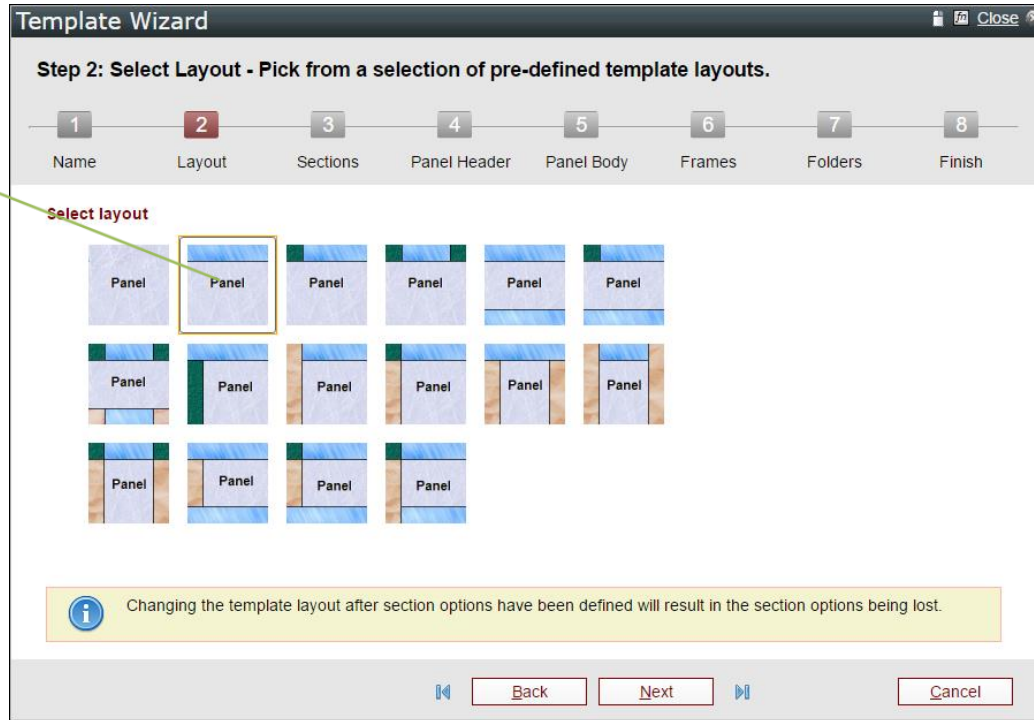 Template Wizard
Close
Step 2: Select Layout - Pick from a selection of pre-defined template layouts.
1 2 3 4 5 6 7 8
Name Layout Sections Panel Header Panel Body Frames Folders Finish
Select layout
Panel Panel Panel Panel Panel Panel
Panel Panel Panel Panel Panel Panel
Panel Panel Panel Panel
Changing the template layout after section options have been defined will result in the section options being lost.
Back Next Cancel